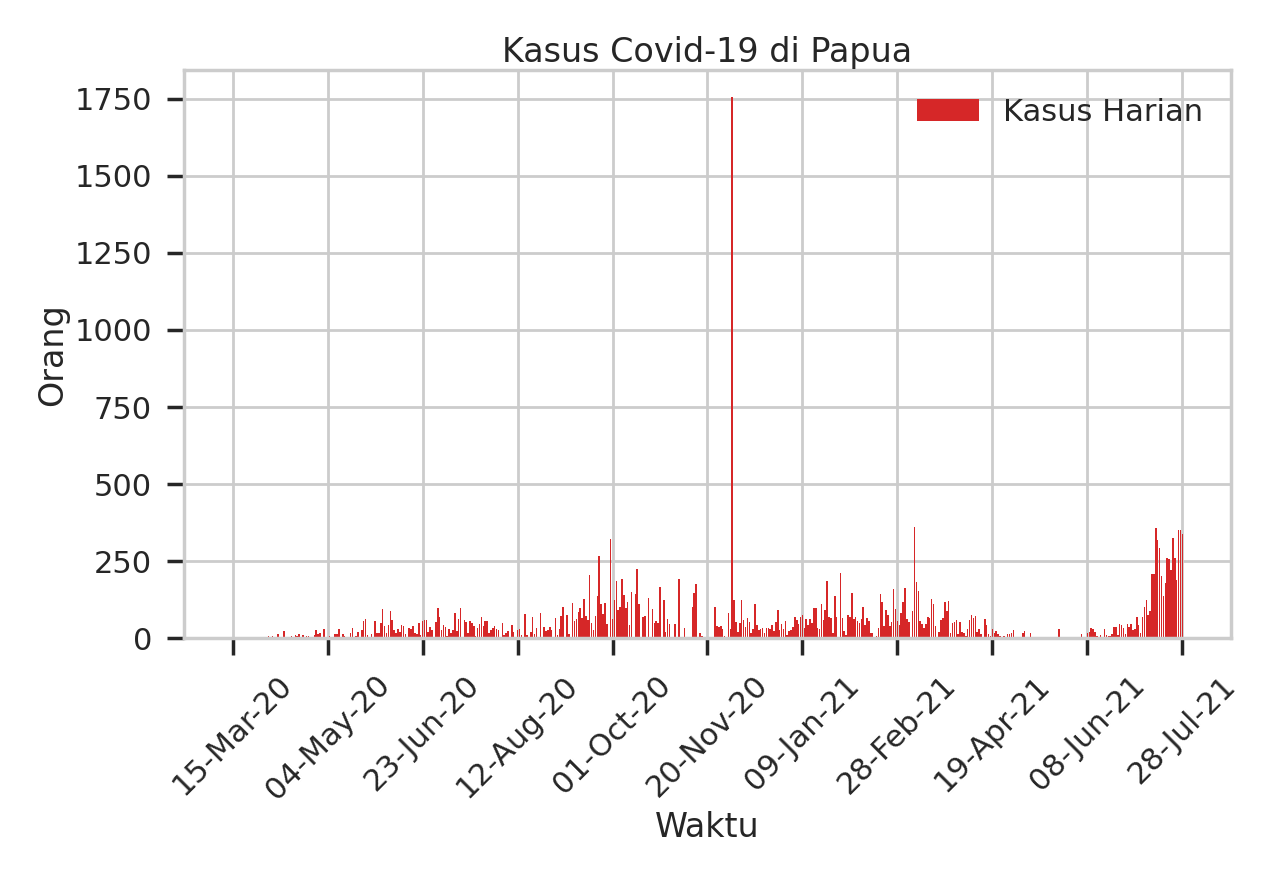 Kasus Covid-19 di Papua
Kasus Harian
1750
1500
1250
1000
750
500
250
0
Orang
15-Mar-20
04-May-20
23-Jun-20
12-Aug-20
01-Oct-20
20-Nov-20
09-Jan-21
28-Feb-21
19-Apr-21
08-Jun-21
28-Jul-21
Waktu